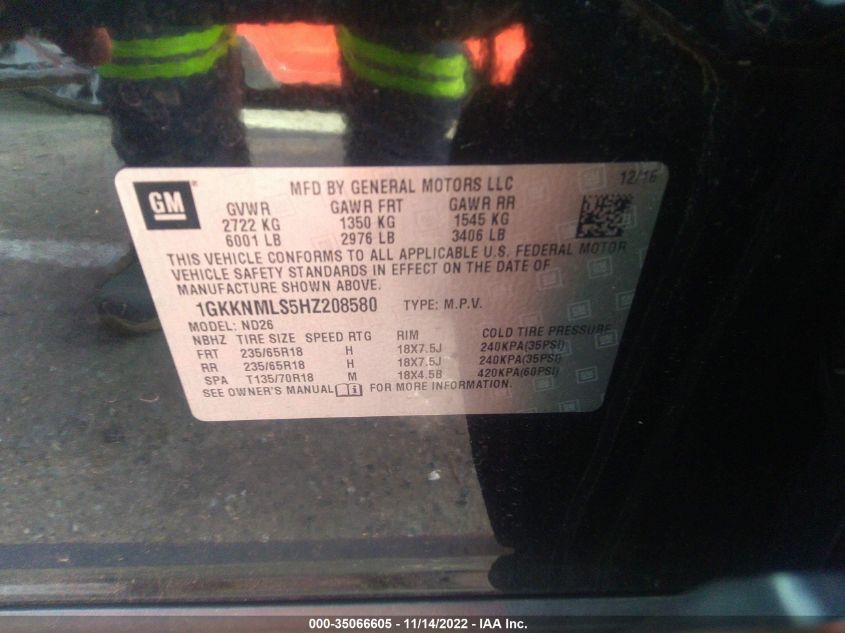 GM ®
MFD BY GENERAL MOTORS LLC
12/16
GVWR GAWR FRT GAWR RR
2722 KG 1350 KG 1545 KG
6001 LB 2976 LB 3406 LB
THIS VEHICLE CONFORMS TO ALL APPLICABLE U.S. FEDERAL MOTOR
VEHICLE SAFETY STANDARDS IN EFFECT ON THE DATE OF
MANUFACTURE SHOWN ABOVE.
1GKKNMLS5HZ208580 TYPE: M.P.V.
MODEL: ND26
NBHZ TIRE SIZE SPEED RTG RIM COLD TIRE PRESSURE
FRT 235/65R18 H 18X7.5J 240KPA(35PSI)
RR 235/65R18 H 18X7.5J 240KPA(35PSI)
SPA T135/70R18 M 18X4.5B 420KPA(60PSI)
SEE OWNER'S MANUAL FOR MORE INFORMATION.
000-35066605 - 11/14/2022 - IAA Inc.